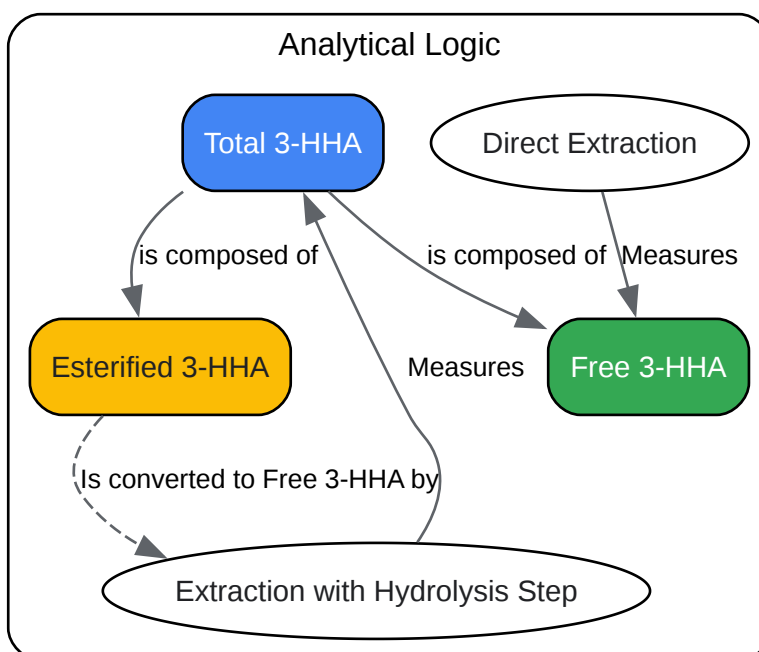 Analytical Logic
Total 3-HHA
Direct Extraction
is composed of
is composed of
Measures
Esterified 3-HHA
Measures
Free 3-HHA
Is converted to Free 3-HHA by
Extraction with Hydrolysis Step